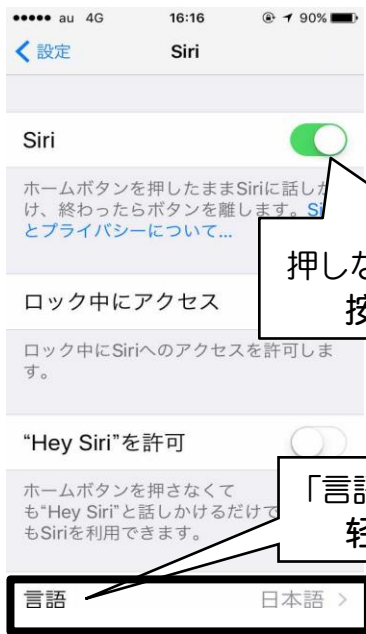 au 4G 16:16 90%
設定 Siri
Siri
ホームボタンを押したままSiriに話した
け、終わったらボタンを離します。
とプライバシーについて...
押しな
按
ロック中にアクセス
ロック中にSiriへのアクセスを許可しま
す。
“Hey Siri”を許可
ホームボタンを押さなくて
も“Hey Siri”と話しかけるだけで
もSiriを利用できます。
「言語
轻
言語 日本語